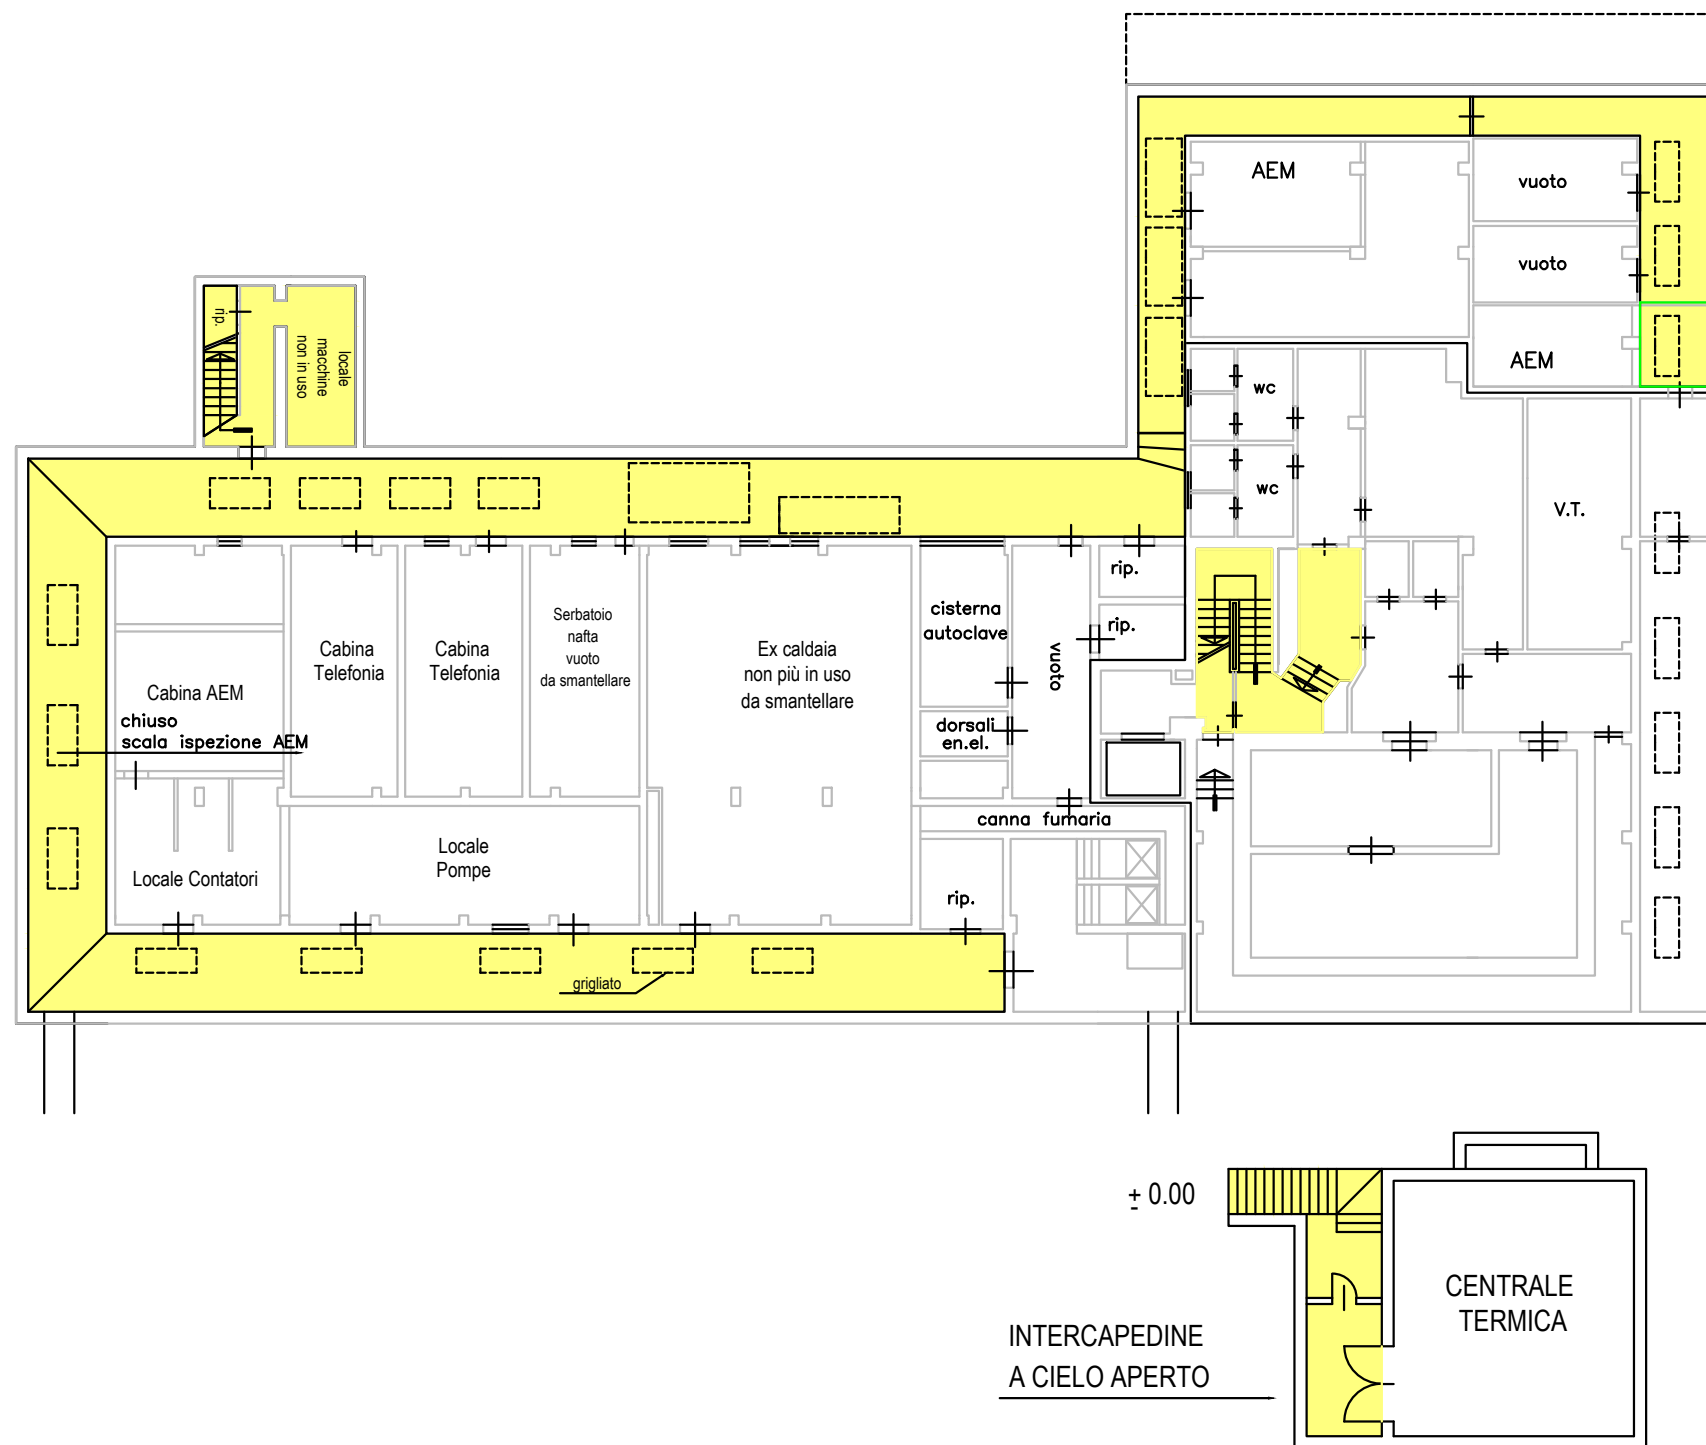 AEM
vuoto
vuoto
AEM
rip.
locale
macchine
non in uso
wc
wc
V.T.
rip.
rip.
cisterna
autoclave
vuoto
Serbatoio
nafta
vuoto
da smantellare
Ex caldaia
non più in uso
da smantellare
Cabina
Telefonia
Cabina
Telefonia
Cabina AEM
chiuso
scala ispezione AEM
dorsali
en.el.
canna fumaria
Locale
Pompe
Locale Contatori
rip.
grigliato
± 0.00
CENTRALE
TERMICA
INTERCAPEDINE
A CIELO APERTO